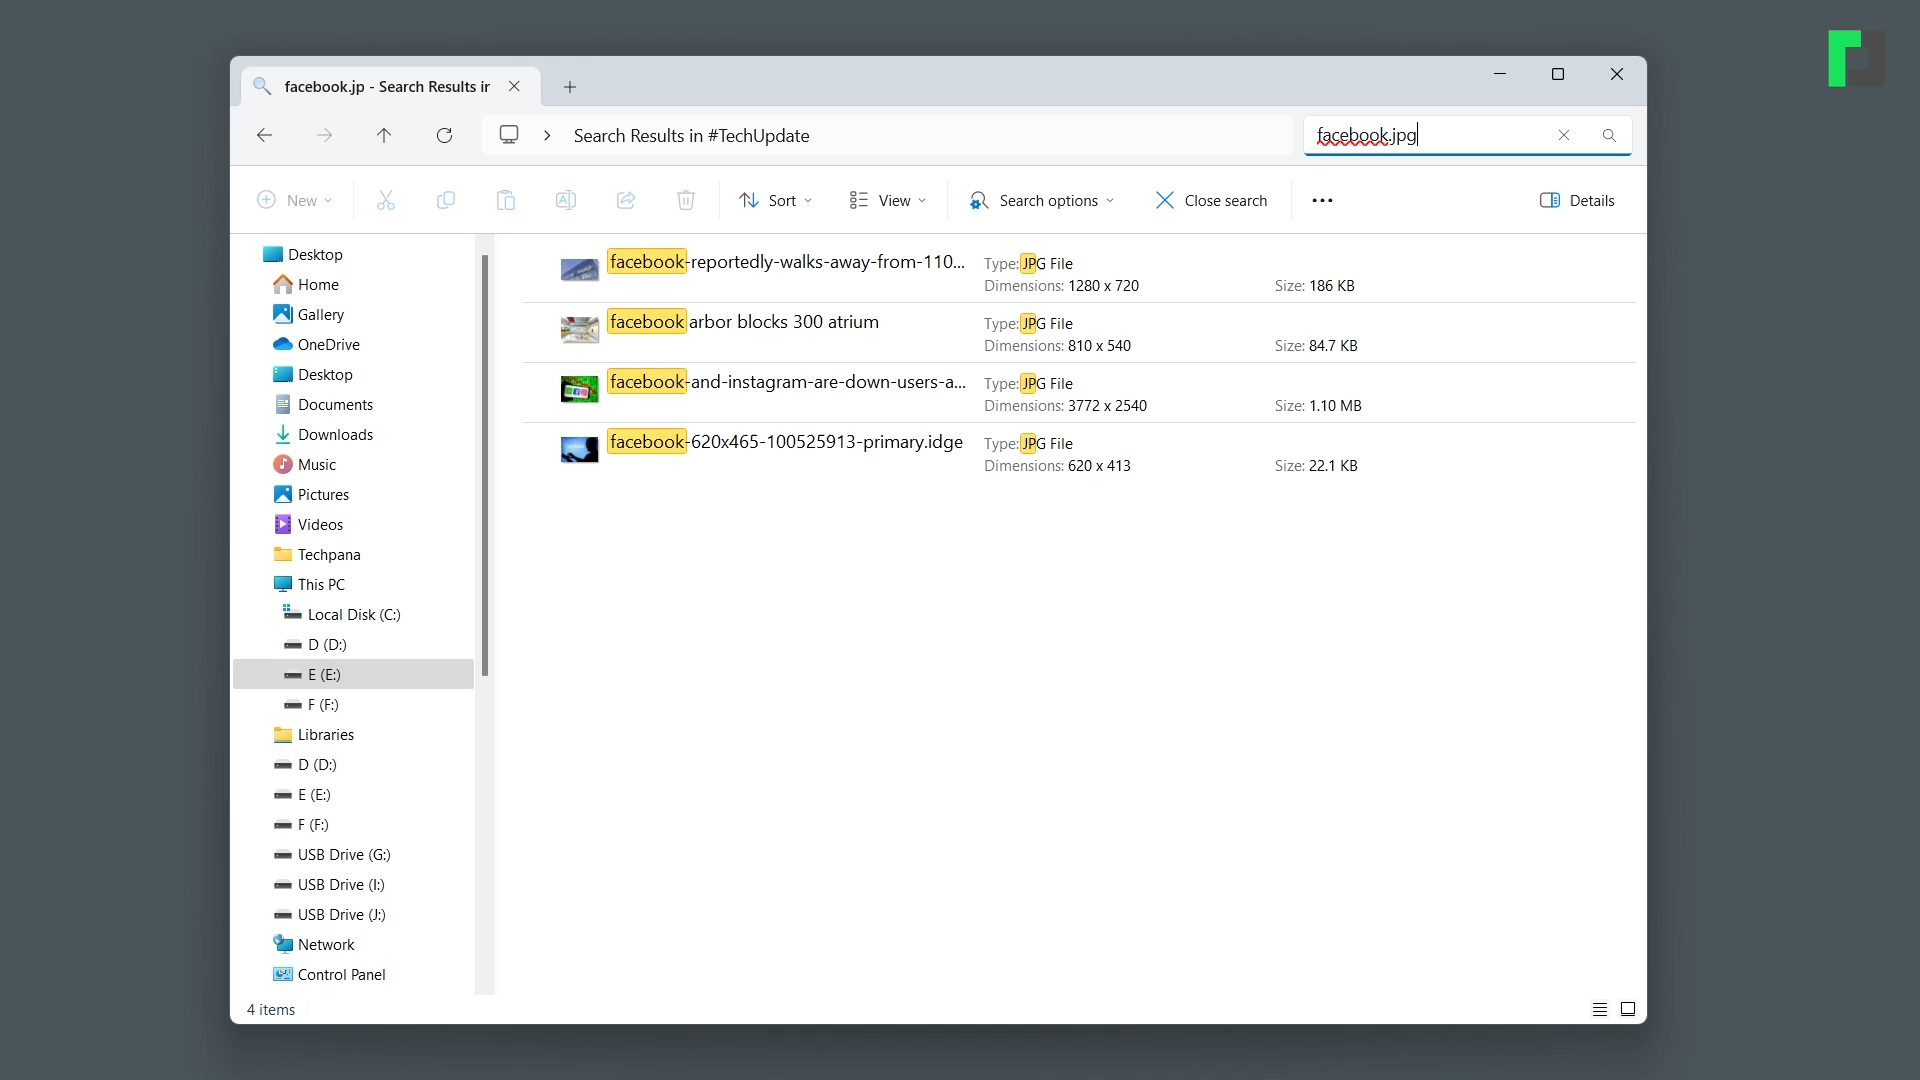 facebook.jp - Search Results ir
Search Results in #TechUpdate
facebook.jpg
New
Sort
View
Search options
Close search
Details
Desktop
Home
Gallery
OneDrive
Desktop
Documents
Downloads
Music
Pictures
Videos
Techpana
This PC
Local Disk (C:)
D (D:)
E (E:)
F (F:)
Libraries
D (D:)
E (E:)
F (F:)
USB Drive (G:)
USB Drive (I:)
USB Drive (J:)
Network
Control Panel
facebook-reportedly-walks-away-from-110...
Type: JPG File
Dimensions: 1280 x 720
Size: 186 KB
facebook arbor blocks 300 atrium
Type: JPG File
Dimensions: 810 x 540
Size: 84.7 KB
facebook-and-instagram-are-down-users-a...
Type: JPG File
Dimensions: 3772 x 2540
Size: 1.10 MB
facebook-620x465-100525913-primary.idge
Type: JPG File
Dimensions: 620 x 413
Size: 22.1 KB
4 items